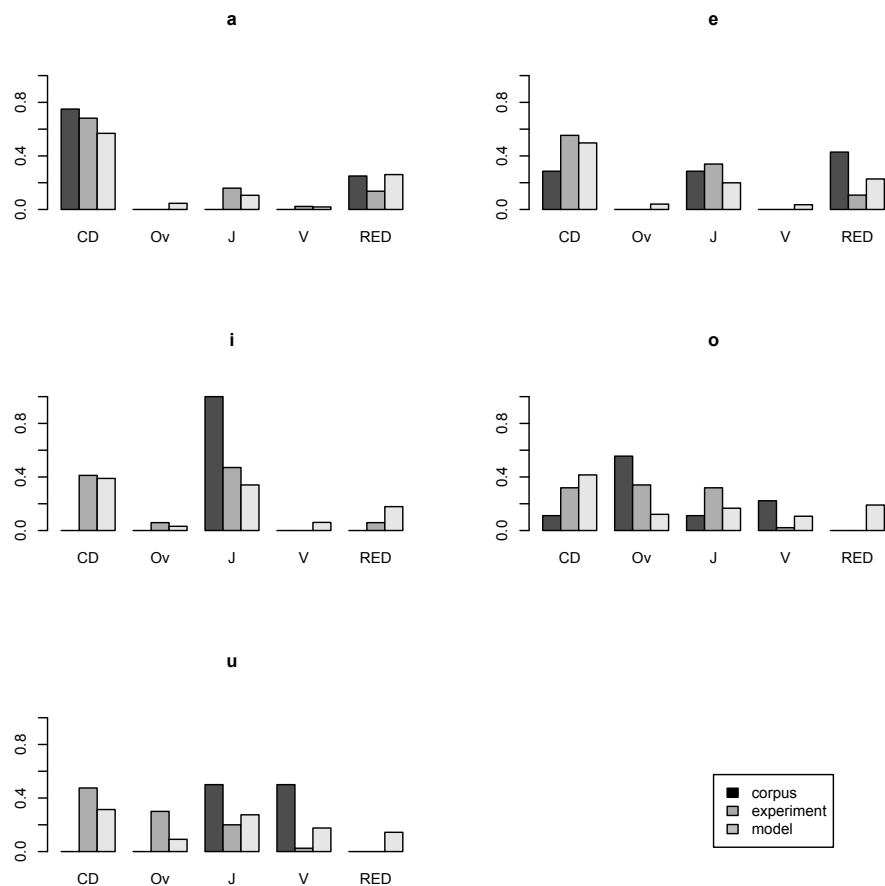 a
0.0 0.4 0.8
CD Ov J V RED
e
0.0 0.4 0.8
CD Ov J V RED
i
0.0 0.4 0.8
CD Ov J V RED
o
0.0 0.4 0.8
CD Ov J V RED
u
0.0 0.4 0.8
CD Ov J V RED
corpus
experiment
model